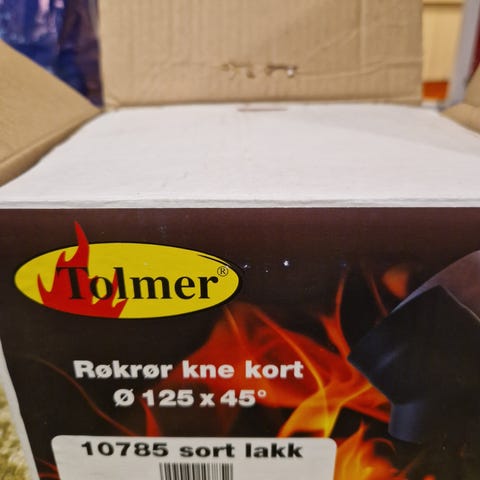 Tolmer®
Røkrør kne kort
Ø 125 x 45°
10785 sort lakk